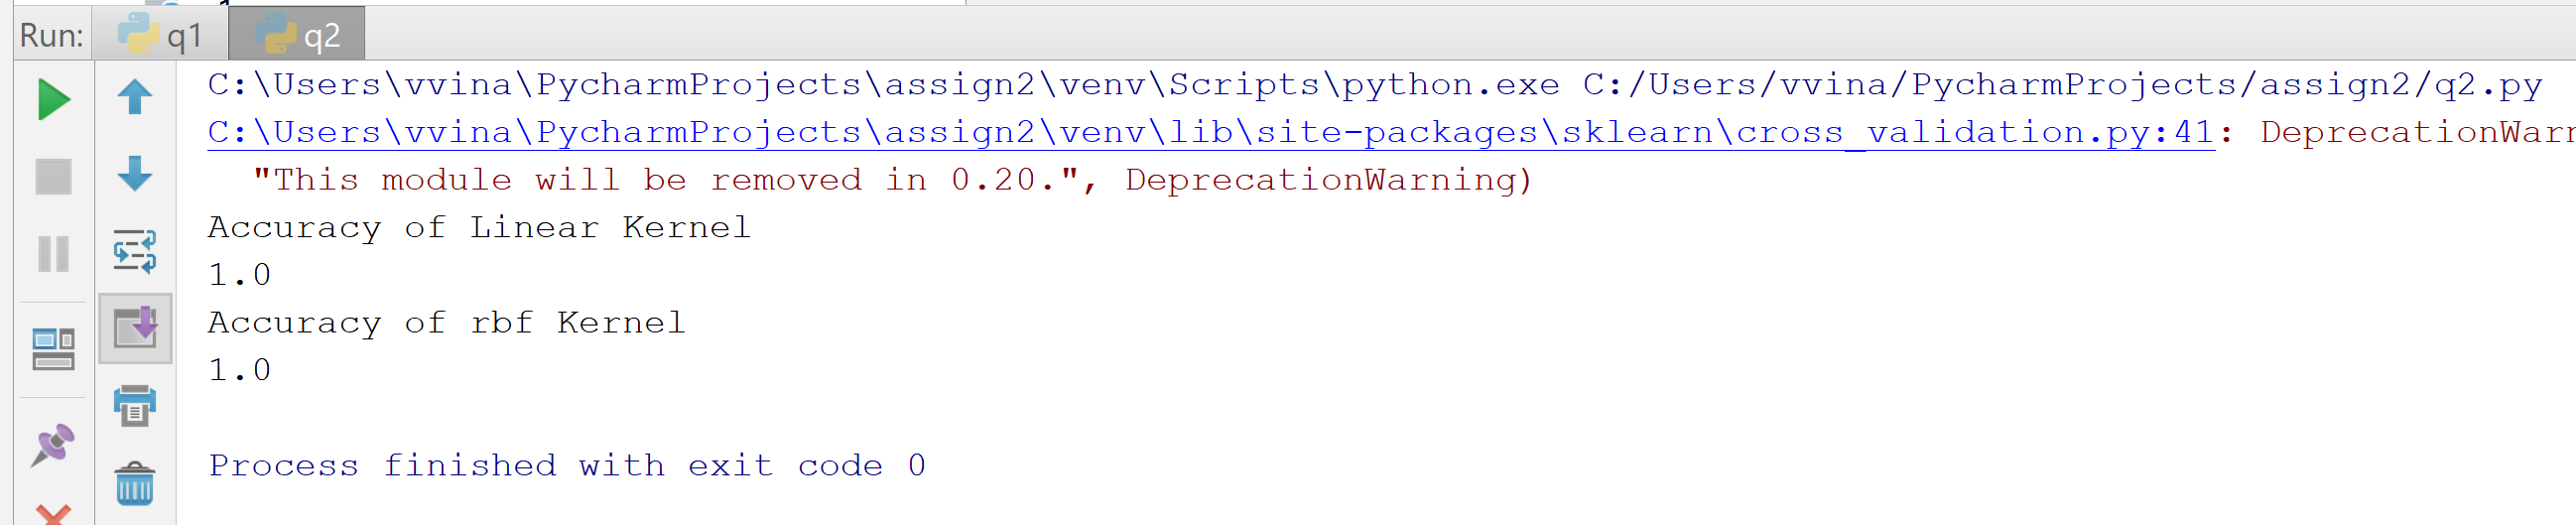 Run: q1 q2
C:\Users\vvina\PycharmProjects\assign2\venv\Scripts\python.exe C:/Users/vvina/PycharmProjects/assign2/q2.py
C:\Users\vvina\PycharmProjects\assign2\venv\lib\site-packages\sklearn\cross_validation.py:41: DeprecationWarn
"This module will be removed in 0.20.", DeprecationWarning)
Accuracy of Linear Kernel
1.0
Accuracy of rbf Kernel
1.0
Process finished with exit code 0